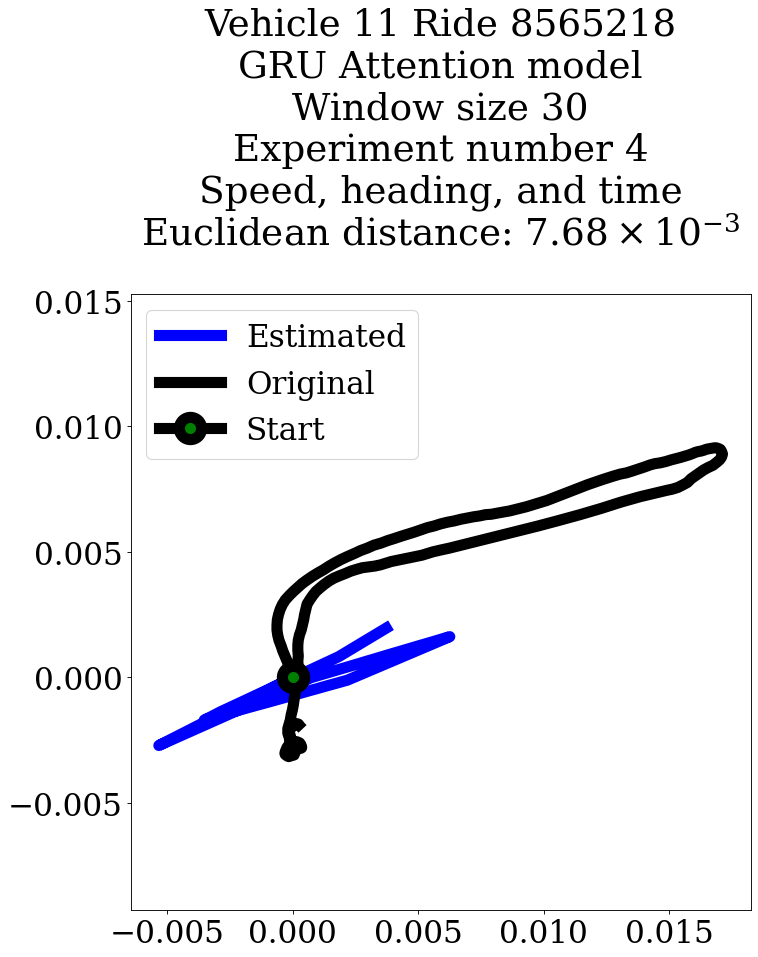 Vehicle 11 Ride 8565218
GRU Attention model
Window size 30
Experiment number 4
Speed, heading, and time
Euclidean distance: 7.68 × 10⁻³
0.015
Estimated
Original
Start
0.010
0.005
0.000
−0.005
−0.005 0.000 0.005 0.010 0.015